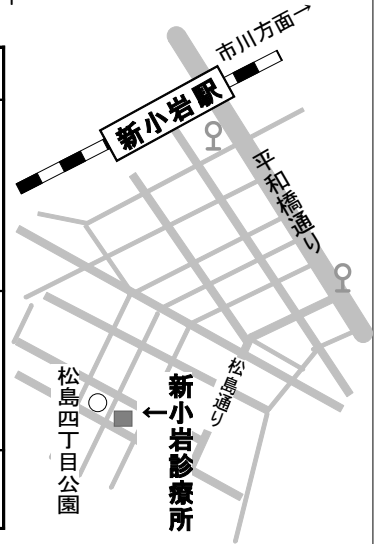 市川方面→
新小岩駅
平和橋通り
松島通り
←新小岩診療所
松島四丁目公園